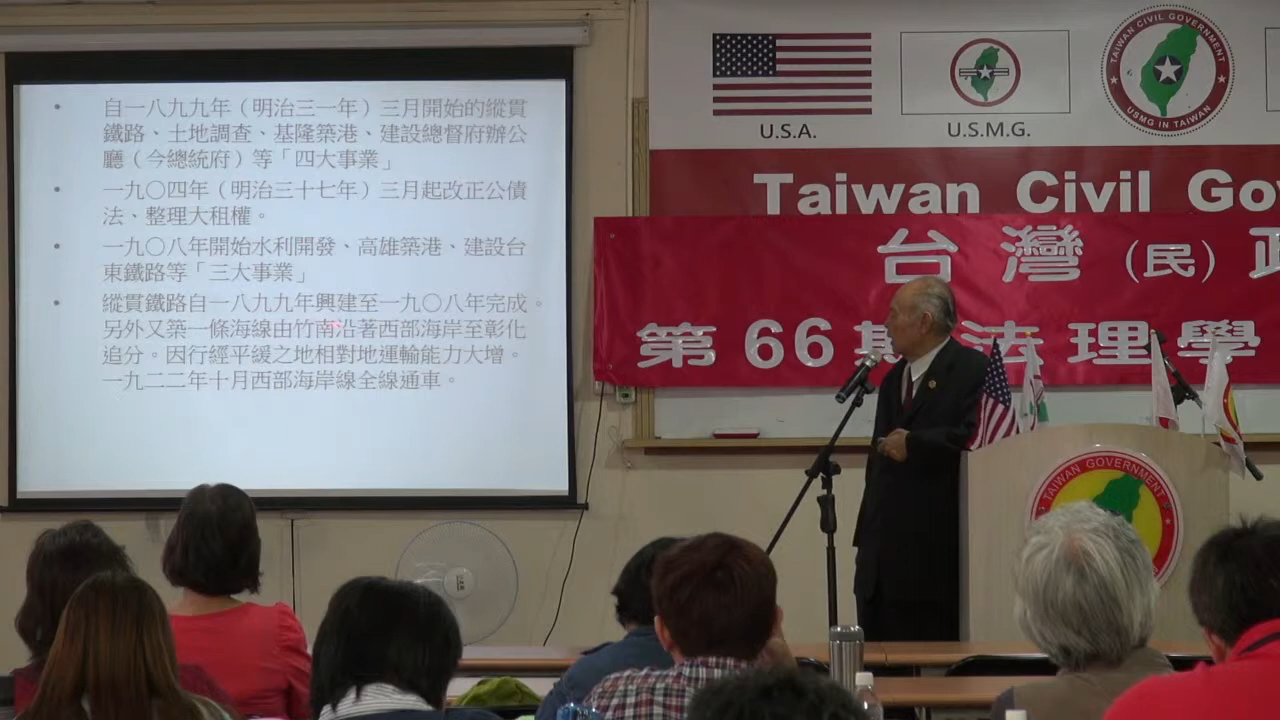 自一八九九年（明治三一年）三月開始的縱貫
鐵路、土地調查、基隆築港、建設總督府辦公
廳（今總統府）等「四大事業」
一九〇四年（明治三十七年）三月起改正公債
法、整理大租權。
一九〇八年開始水利開發、高雄築港、建設台
東鐵路等「三大事業」
縱貫鐵路自一八九九年興建至一九〇八年完成。
另外又築一條海線由竹南沿著西部海岸至彰化
追分。因行經平緩之地相對地運輸能力大增。
一九二二年十月西部海岸線全線通車。
U.S.A.
U.S.M.G.
TAIWAN CIVIL GOVERNMENT
USMG IN TAIWAN
Taiwan Civil Go
台灣（民）政
第66期法理學
TAIWAN GOVERNMENT